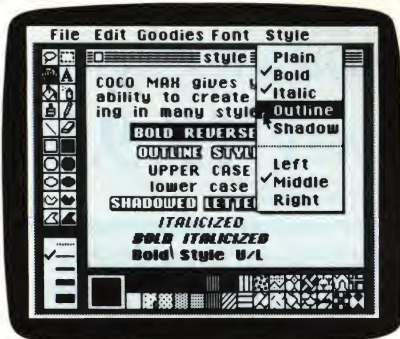 File Edit Goodies Font Style
style
COCO MAX gives
ability to create
ing in many style
BOLD REVERSE
OUTLINE STYL
UPPER CASE
lower case
SHADOWED LETTE
ITALICIZED
BOLD ITALICIZED
Bold Style U/L
A
Plain
✓Bold
✓Italic
Outline
Shadow
Left
✓Middle
Right